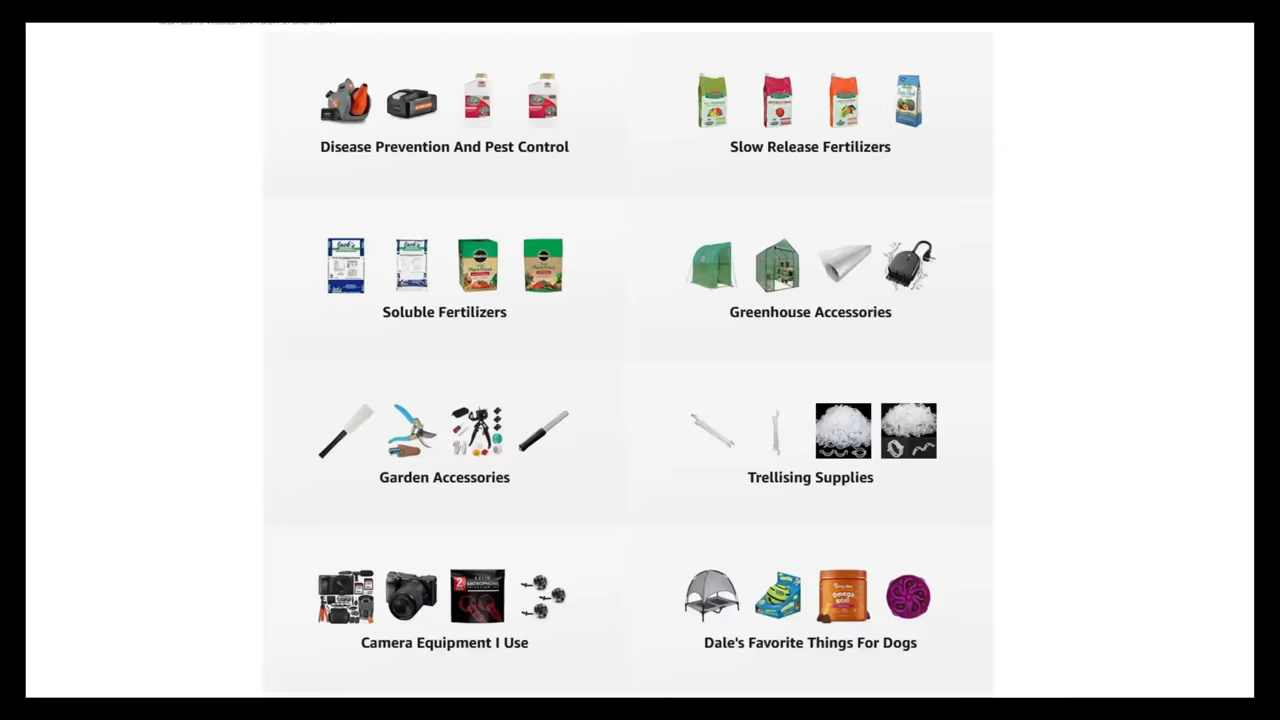 Disease Prevention And Pest Control
Slow Release Fertilizers
Soluble Fertilizers
Greenhouse Accessories
Garden Accessories
Trellising Supplies
Camera Equipment I Use
Dale's Favorite Things For Dogs